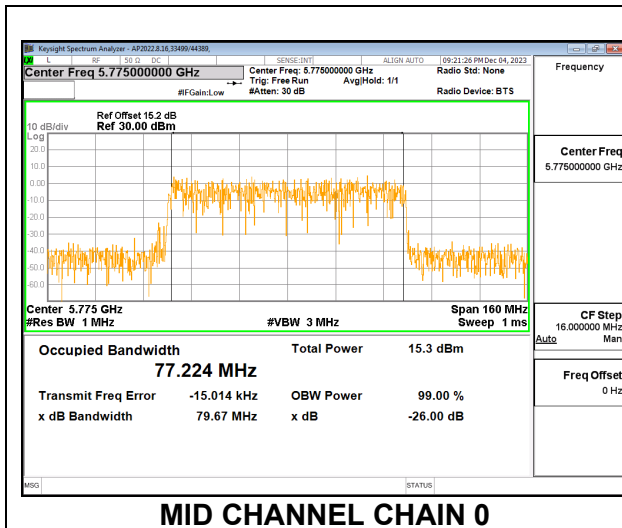 Keysight Spectrum Analyzer - AP2022.8.16,33499/44389,
LXI L RF 50 Ω DC SENSE:INT ALIGN AUTO 09:21:26 PM Dec 04, 2023
Center Freq 5.775000000 GHz Center Freq: 5.775000000 GHz Radio Std: None
Trig: Free Run Avg|Hold: 1/1
#IFGain:Low #Atten: 30 dB Radio Device: BTS
Frequency
Ref Offset 15.2 dB
10 dB/div Ref 30.00 dBm
Log
20.0
10.0
0.00
-10.0
-20.0
-30.0
-40.0
-50.0
-60.0
Center 5.775 GHz Span 160 MHz
#Res BW 1 MHz #VBW 3 MHz Sweep 1 ms
Occupied Bandwidth Total Power 15.3 dBm
77.224 MHz
Transmit Freq Error -15.014 kHz OBW Power 99.00 %
x dB Bandwidth 79.67 MHz x dB -26.00 dB
Center Freq
5.775000000 GHz
CF Step
16.000000 MHz
Auto Man
Freq Offset
0 Hz
MSG STATUS
MID CHANNEL CHAIN 0